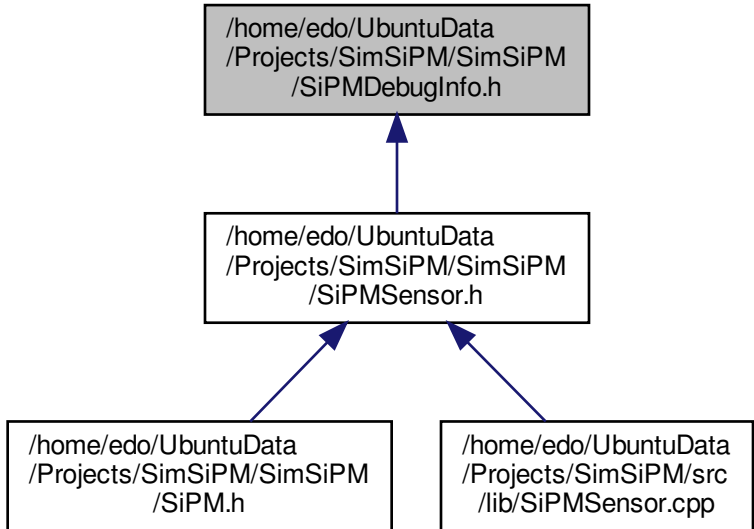 /home/edo/UbuntuData
/Projects/SimSiPM/SimSiPM
/SiPMDebugInfo.h
/home/edo/UbuntuData
/Projects/SimSiPM/SimSiPM
/SiPMSensor.h
/home/edo/UbuntuData
/Projects/SimSiPM/SimSiPM
/SiPM.h
/home/edo/UbuntuData
/Projects/SimSiPM/src
/lib/SiPMSensor.cpp